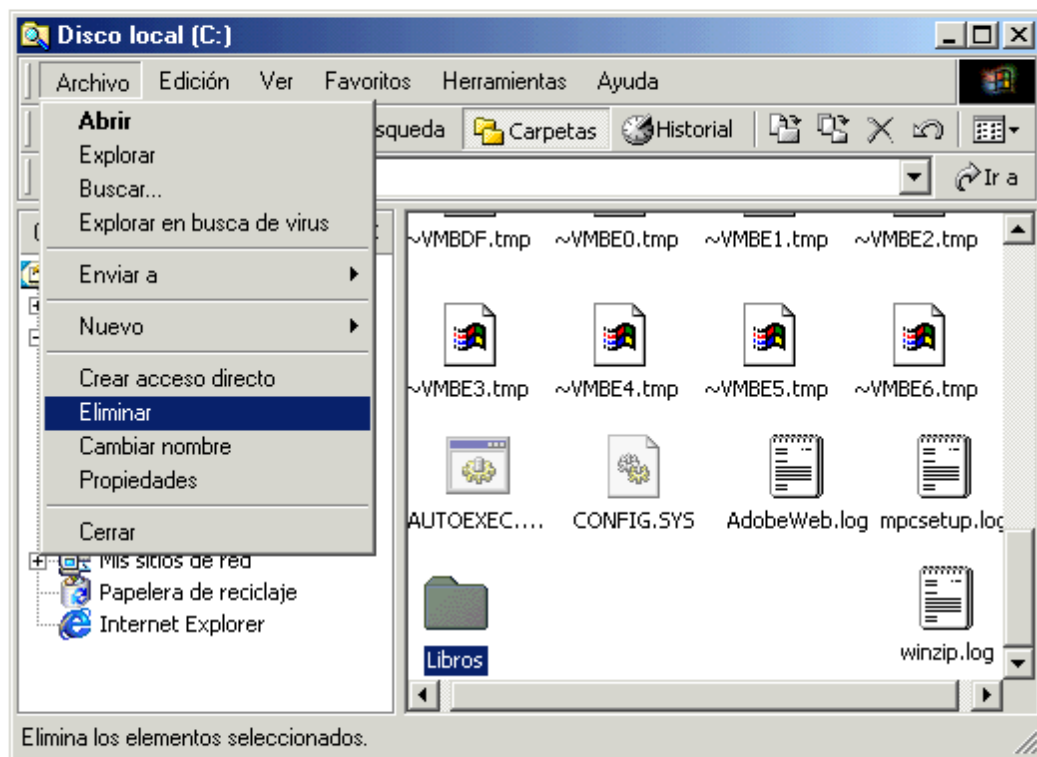 Disco local (C:)
Archivo Edición Ver Favoritos Herramientas Ayuda
squeda Carpetas Historial
Ir a
Abrir
Explorar
Buscar...
Explorar en busca de virus
Enviar a
Nuevo
Crear acceso directo
Eliminar
Cambiar nombre
Propiedades
Cerrar
Mis sitios de red
Papelera de reciclaje
Internet Explorer
~VMBDF.tmp ~VMBE0.tmp ~VMBE1.tmp ~VMBE2.tmp
~VMBE3.tmp ~VMBE4.tmp ~VMBE5.tmp ~VMBE6.tmp
AUTOEXEC.... CONFIG.SYS AdobeWeb.log mpcsetup.log
Libros winzip.log
Elimina los elementos seleccionados.